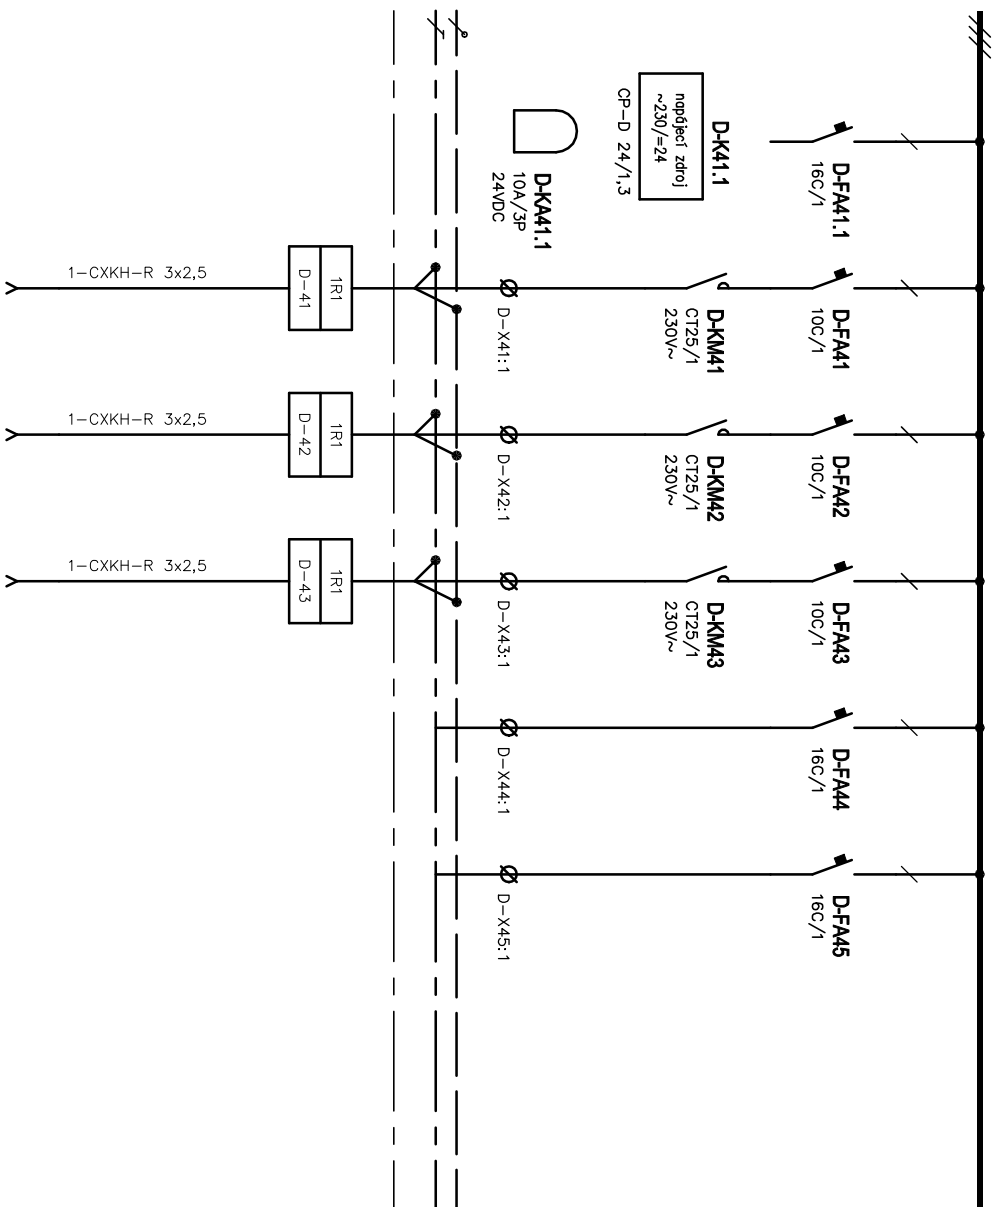 D-FA41.1
16C/1
D-K41.1
napájecí zdroj
~230/=24
CP-D 24/1,3
D-KA41.1
10A/3P
24VDC
D-FA41
10C/1
D-KM41
CT25/1
230V~
D-X41:1
1R1
D-41
1-CXKH-R 3x2,5
D-FA42
10C/1
D-KM42
CT25/1
230V~
D-X42:1
1R1
D-42
1-CXKH-R 3x2,5
D-FA43
10C/1
D-KM43
CT25/1
230V~
D-X43:1
1R1
D-43
1-CXKH-R 3x2,5
D-FA44
16C/1
D-X44:1
D-FA45
16C/1
D-X45:1